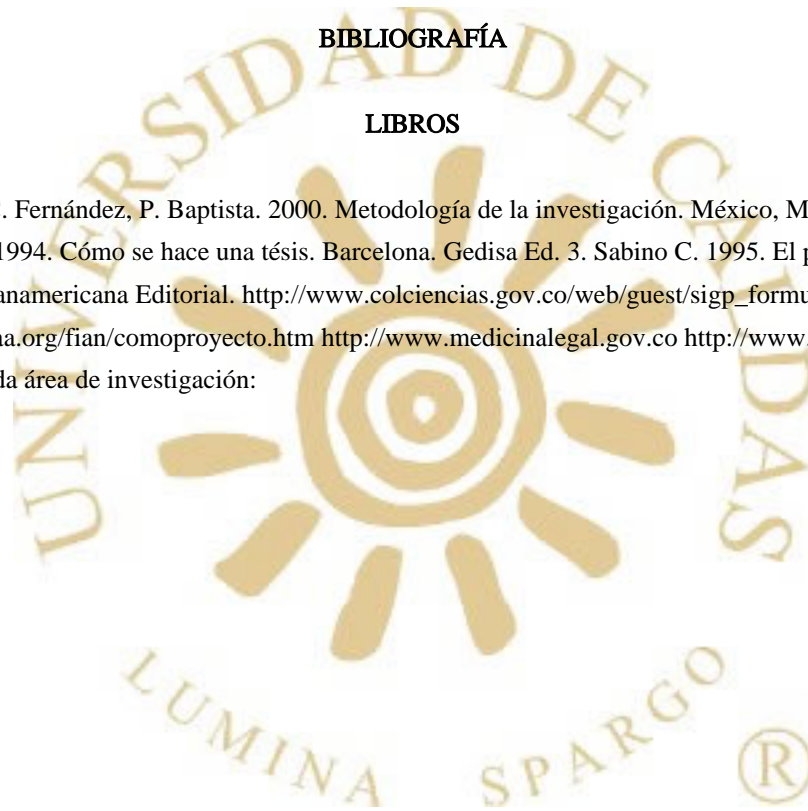 BIBLIOGRAFÍA
LIBROS
. Fernández, P. Baptista. 2000. Metodología de la investigación. México, M
1994. Cómo se hace una tésis. Barcelona. Gedisa Ed. 3. Sabino C. 1995. El p
anamericana Editorial. http://www.colciencias.gov.co/web/guest/sigp_formu
aa.org/fian/comoproyecto.htm http://www.medicinalegal.gov.co http://www.
da área de investigación:
UNIVERSIDAD DE CALDAS
LUMINA SPARGO
®